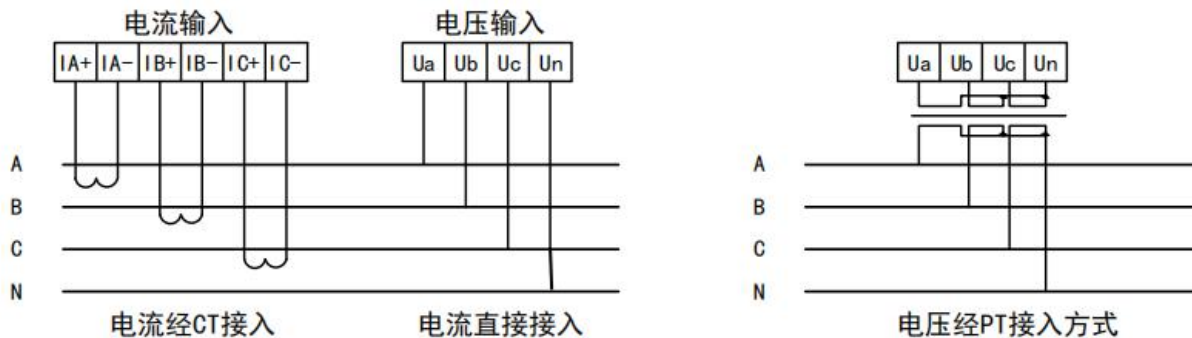 电流输入 电压输入
IA+ IA- IB+ IB- IC+ IC- Ua Ub Uc Un Ua Ub Uc Un
A A
B B
C C
N N
电流经CT接入 电流直接接入 电压经PT接入方式